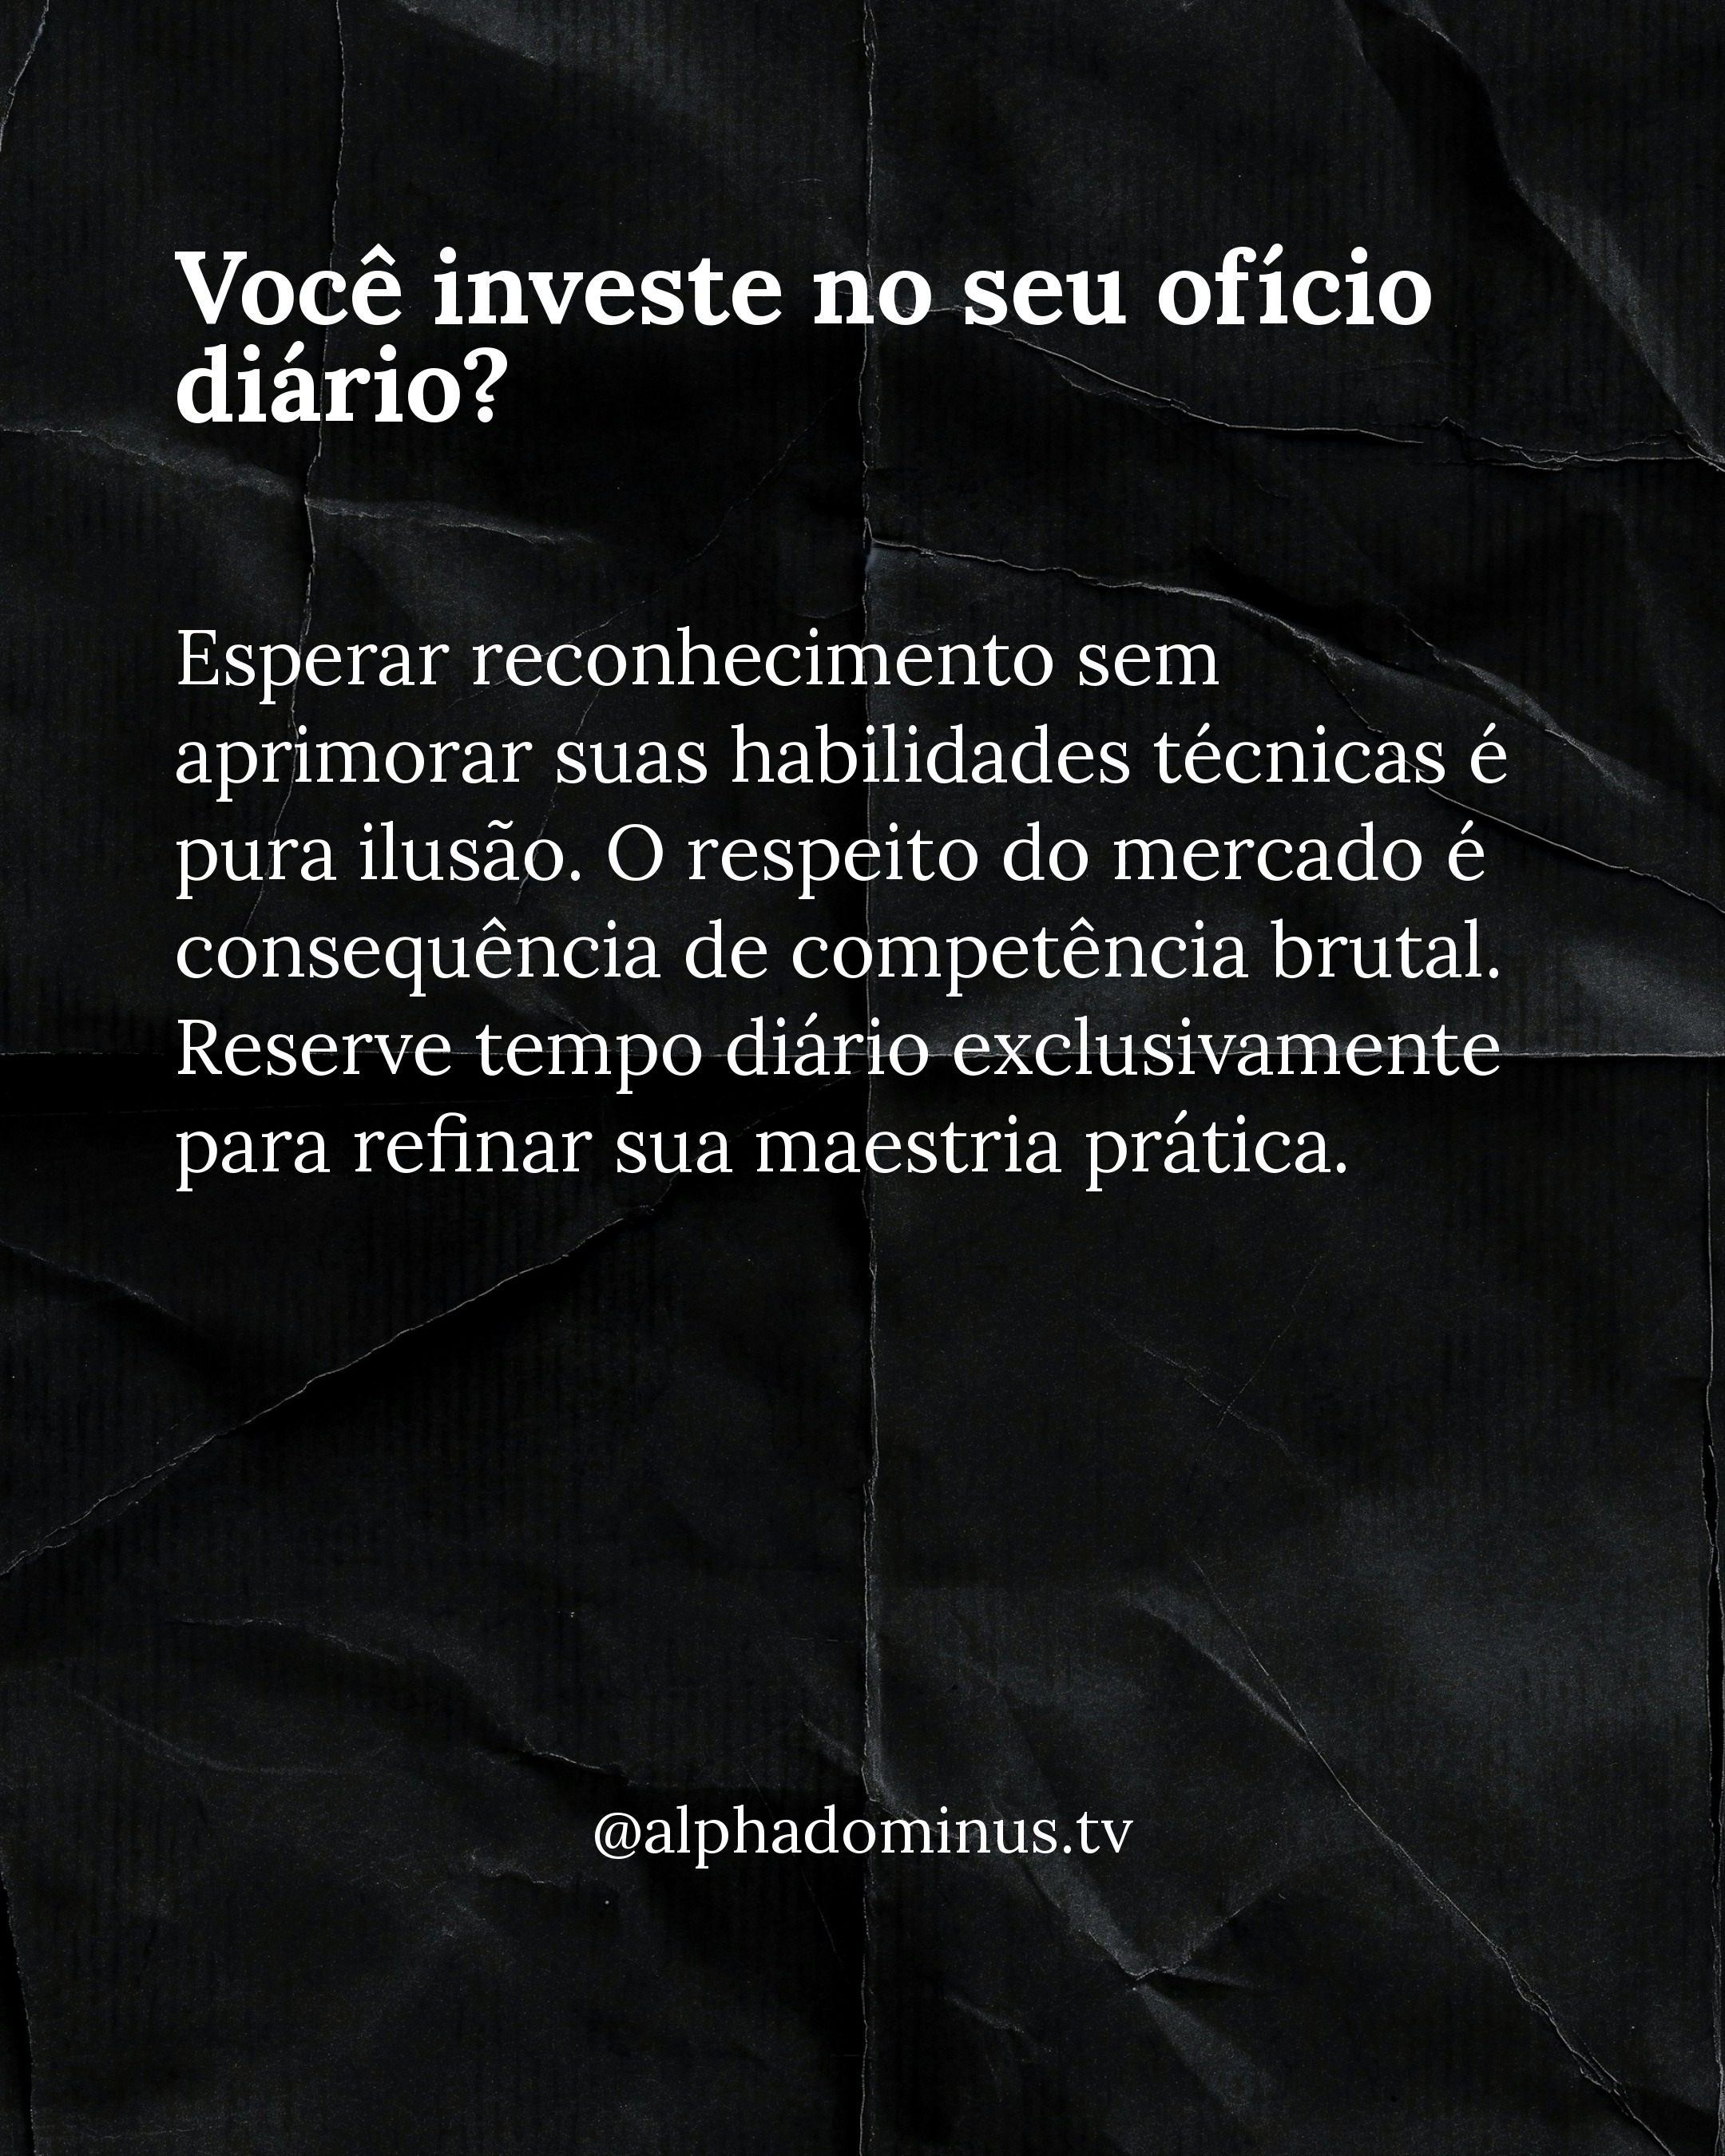 Você investe no seu ofício
diário?
Esperar reconhecimento sem
aprimorar suas habilidades técnicas é
pura ilusão. O respeito do mercado é
consequência de competência brutal.
Reserve tempo diário exclusivamente
para refinar sua maestria prática.
@alphadominus.tv